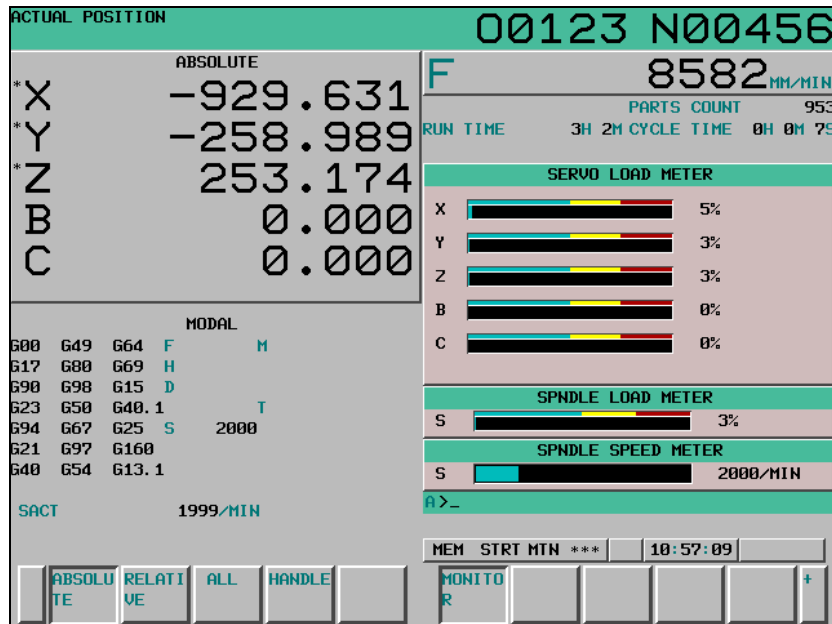 ACTUAL POSITION
O0123 N00456
ABSOLUTE
*X -929.631
*Y -258.989
*Z 253.174
B 0.000
C 0.000
F 8582 MM/MIN
PARTS COUNT 953
RUN TIME 3H 2M CYCLE TIME 0H 0M 7S
SERVO LOAD METER
X 5%
Y 3%
Z 3%
B 0%
C 0%
MODAL
G00 G49 G64 F M
G17 G80 G69 H
G90 G98 G15 D
G23 G50 G40.1 T
G94 G67 G25 S 2000
G21 G97 G160
G40 G54 G13.1
SACT 1999/MIN
SPNDLE LOAD METER
S 3%
SPNDLE SPEED METER
S 2000/MIN
A>_
MEM STRT MTN *** 10:57:09
ABSOLU
TE
RELATI
VE
ALL
HANDLE
MONITO
R
+